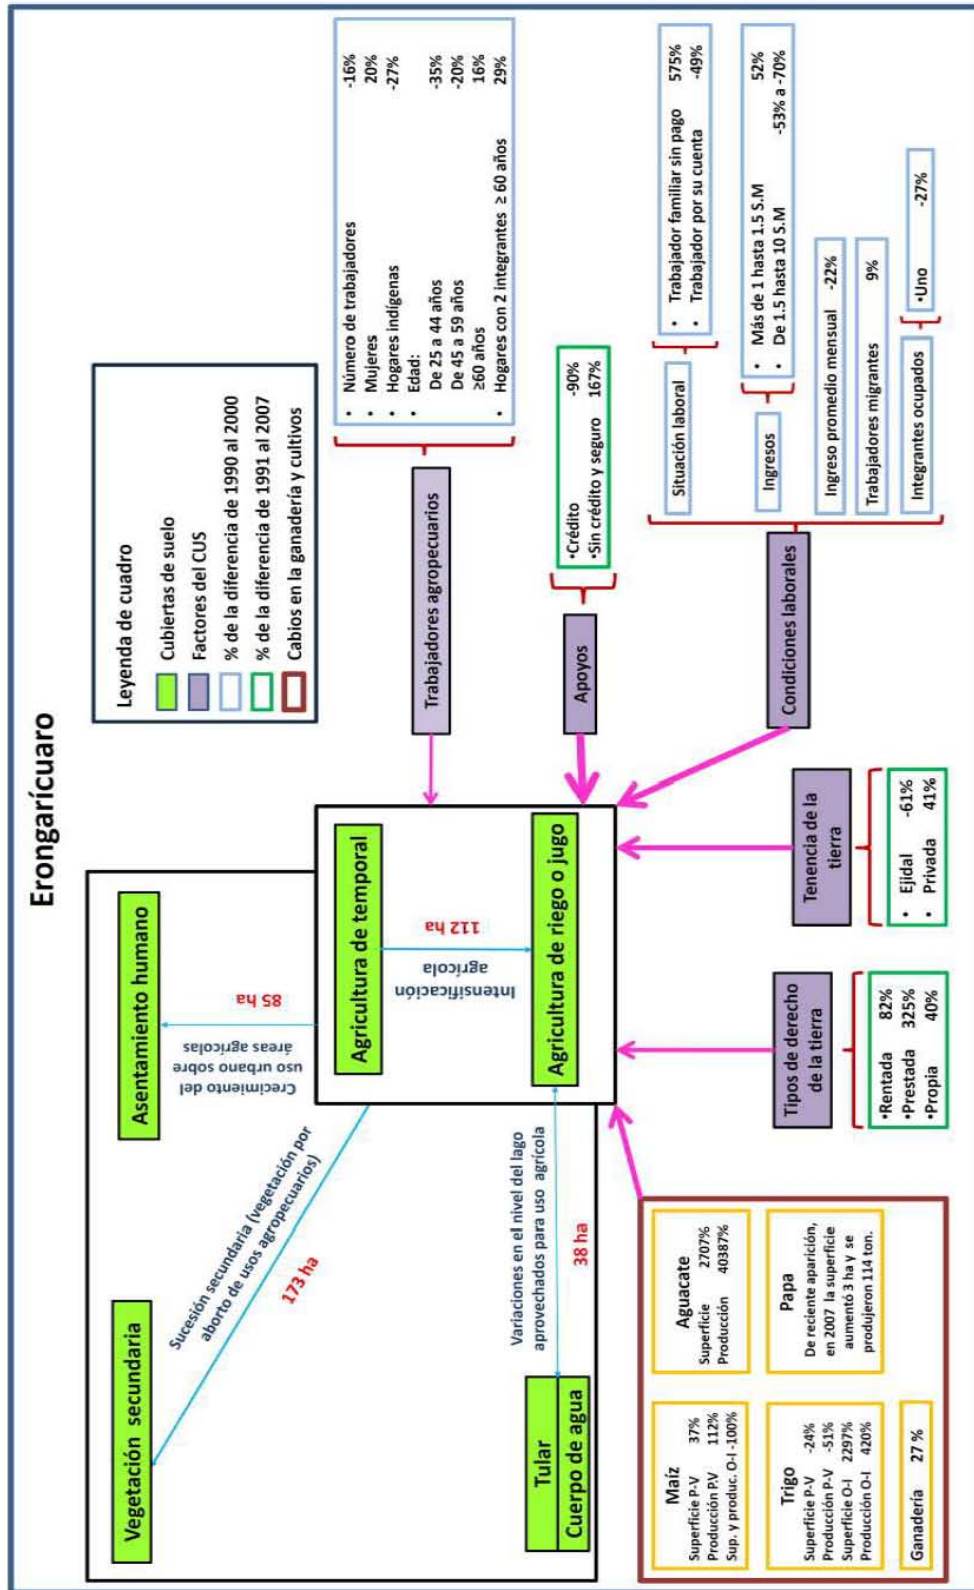 Erongarícuaro
Vegetación secundaria
Asentamiento humano
Sucesión secundaria (vegetación por
aborto de usos agropecuarios)
173 ha
Crecimiento del
uso urbano sobre
áreas agrícolas
85 ha
Agricultura de temporal
Intensificación
agrícola
112 ha
Agricultura de riego o jugo
Tular
Cuerpo de agua
Variaciones en el nivel del lago
aprovechados para uso agrícola
38 ha
Leyenda de cuadro
Cubiertas de suelo
Factores del CUS
% de la diferencia de 1990 al 2000
% de la diferencia de 1991 al 2007
Cabios en la ganadería y cultivos
Trabajadores agropecuarios
• Número de trabajadores -16%
• Mujeres 20%
• Hogares indígenas -27%
• Edad:
De 25 a 44 años -35%
De 45 a 59 años -20%
≥60 años 16%
• Hogares con 2 integrantes ≥ 60 años 29%
Apoyos
•Crédito -90%
•Sin crédito y seguro 167%
Condiciones laborales
Situación laboral
• Trabajador familiar sin pago 575%
• Trabajador por su cuenta -49%
Ingresos
• Más de 1 hasta 1.5 S.M 52%
• De 1.5 hasta 10 S.M -53% a -70%
Ingreso promedio mensual -22%
Trabajadores migrantes 9%
Integrantes ocupados
•Uno -27%
Maíz
Superficie P-V 37%
Producción P.V 112%
Sup. y produc. O-I -100%
Aguacate
Superficie 2707%
Producción 40387%
Trigo
Superficie P-V -24%
Producción P-V -51%
Superficie O-I 2297%
Producción O-I 420%
Papa
De reciente aparición,
en 2007 la superficie
aumentó 3 ha y se
produjeron 114 ton.
Ganadería 27 %
Tipos de derecho
de la tierra
•Rentada 82%
•Prestada 325%
•Propia 40%
Tenencia de la
tierra
• Ejidal -61%
• Privada 41%